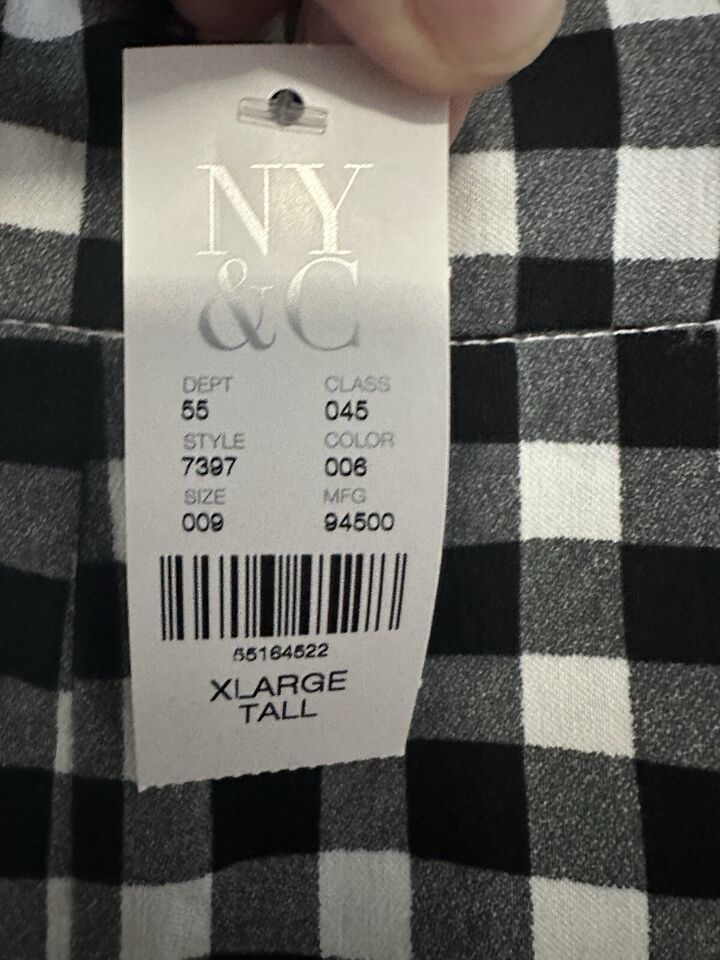 NY
&C
DEPT CLASS
55 045
STYLE COLOR
7397 006
SIZE MFG
009 94500
55164522
XLARGE
TALL